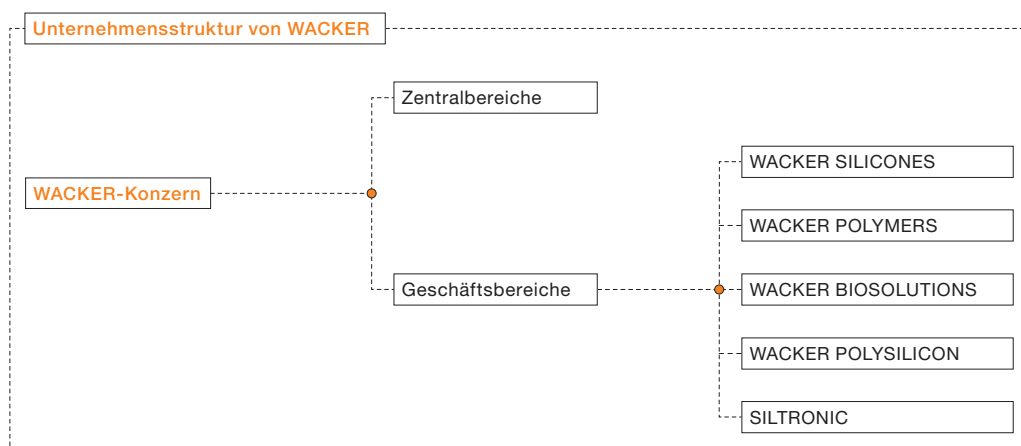 Unternehmensstruktur von WACKER
Zentralbereiche
WACKER SILICONES
WACKER-Konzern
WACKER POLYMERS
Geschäftsbereiche
WACKER BIOSOLUTIONS
WACKER POLYSILICON
SILTRONIC